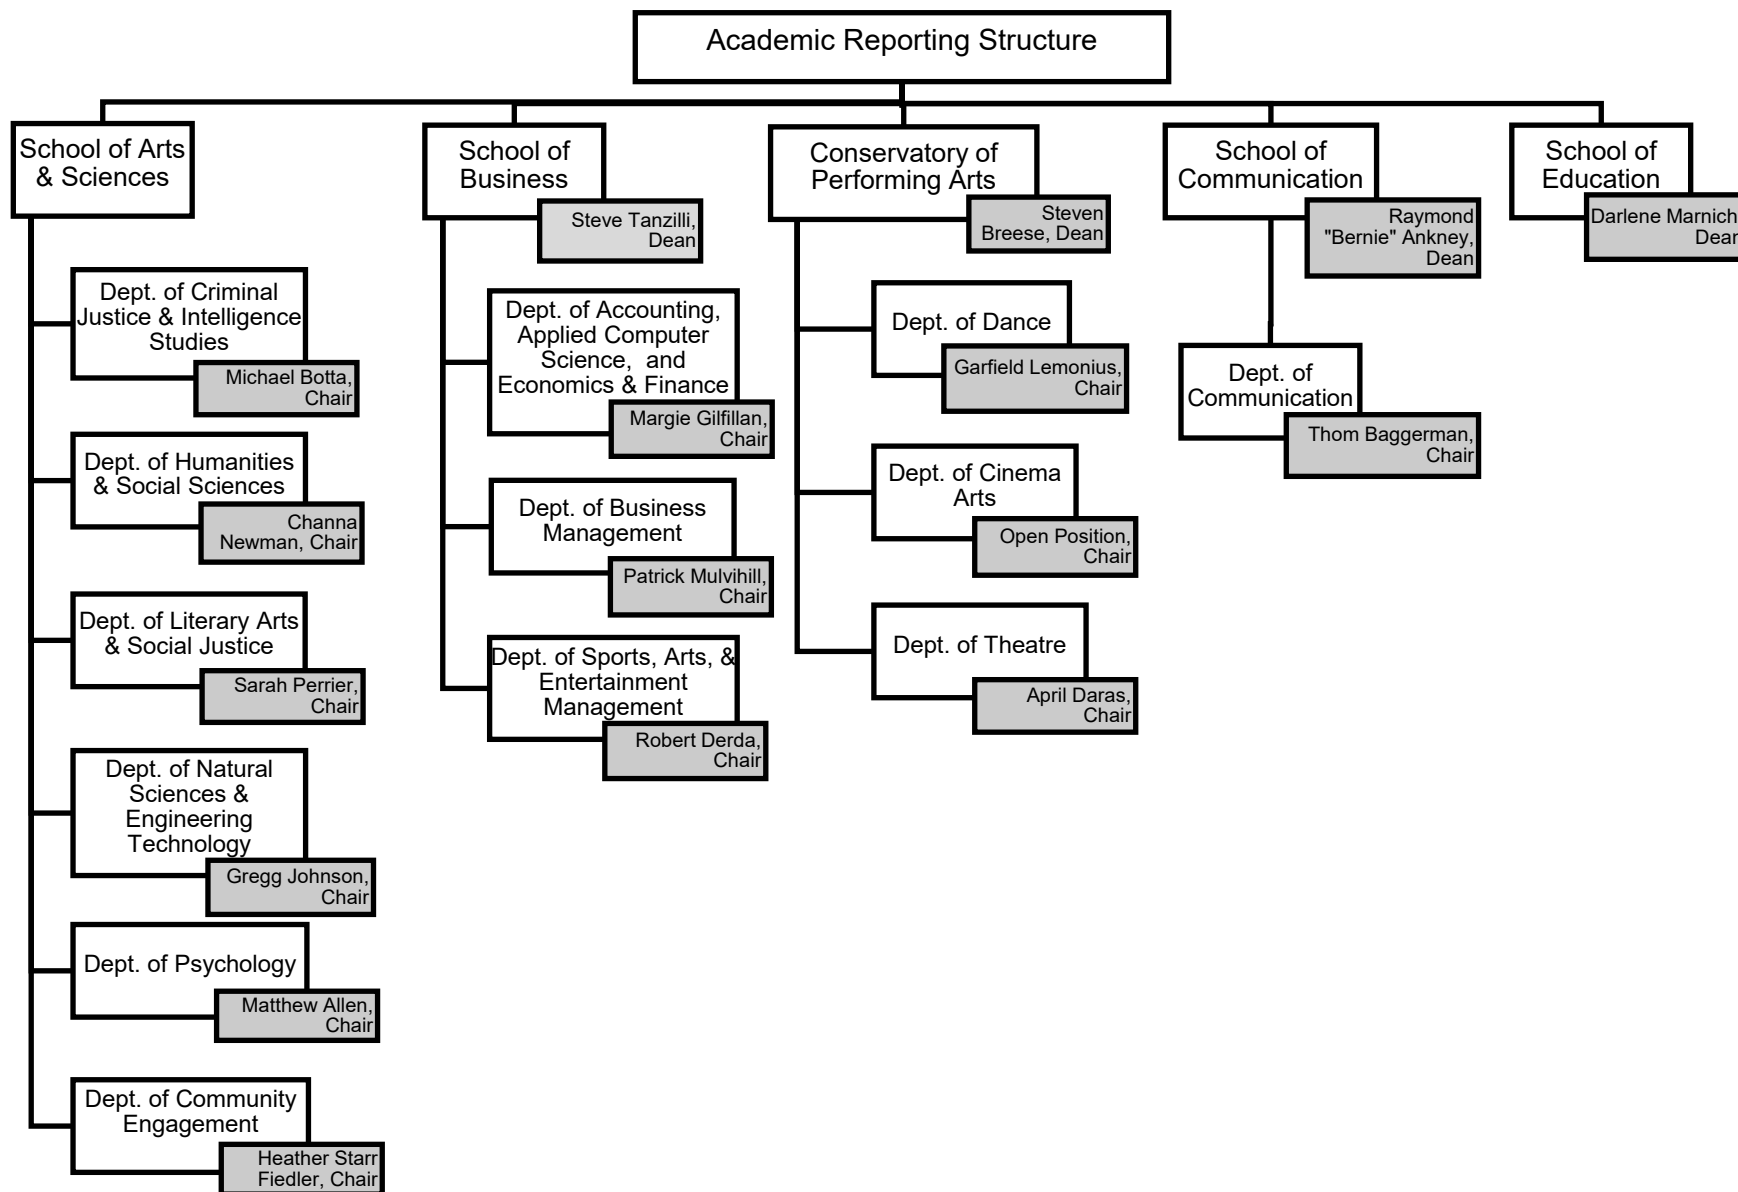 Academic Reporting Structure
School of Arts
& Sciences
Dept. of Criminal
Justice & Intelligence
Studies
Michael Botta,
Chair
Dept. of Humanities
& Social Sciences
Channa
Newman, Chair
Dept. of Literary Arts
& Social Justice
Sarah Perrier,
Chair
Dept. of Natural
Sciences &
Engineering
Technology
Gregg Johnson,
Chair
Dept. of Psychology
Matthew Allen,
Chair
Dept. of Community
Engagement
Heather Starr
Fiedler, Chair
School of
Business
Steve Tanzilli,
Dean
Dept. of Accounting,
Applied Computer
Science, and
Economics & Finance
Margie Gilfillan,
Chair
Dept. of Business
Management
Patrick Mulvihill,
Chair
Dept. of Sports, Arts, &
Entertainment
Management
Robert Derda,
Chair
Conservatory of
Performing Arts
Steven
Breese, Dean
Dept. of Dance
Garfield Lemonius,
Chair
Dept. of Cinema
Arts
Open Position,
Chair
Dept. of Theatre
April Daras,
Chair
School of
Communication
Raymond
"Bernie" Ankney,
Dean
Dept. of
Communication
Thom Baggerman,
Chair
School of
Education
Darlene Marnich
Dean